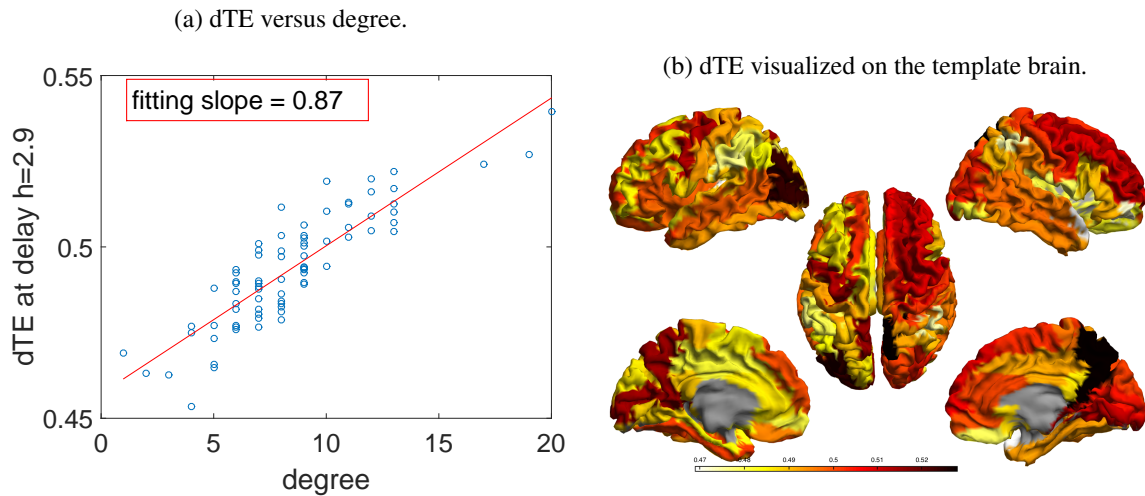 (a) dTE versus degree.
0.55
fitting slope = 0.87
0.5
0.45
dTE at delay h=2.9
0 5 10 15 20
degree
(b) dTE visualized on the template brain.
0.47 0.48 0.49 0.5 0.51 0.52